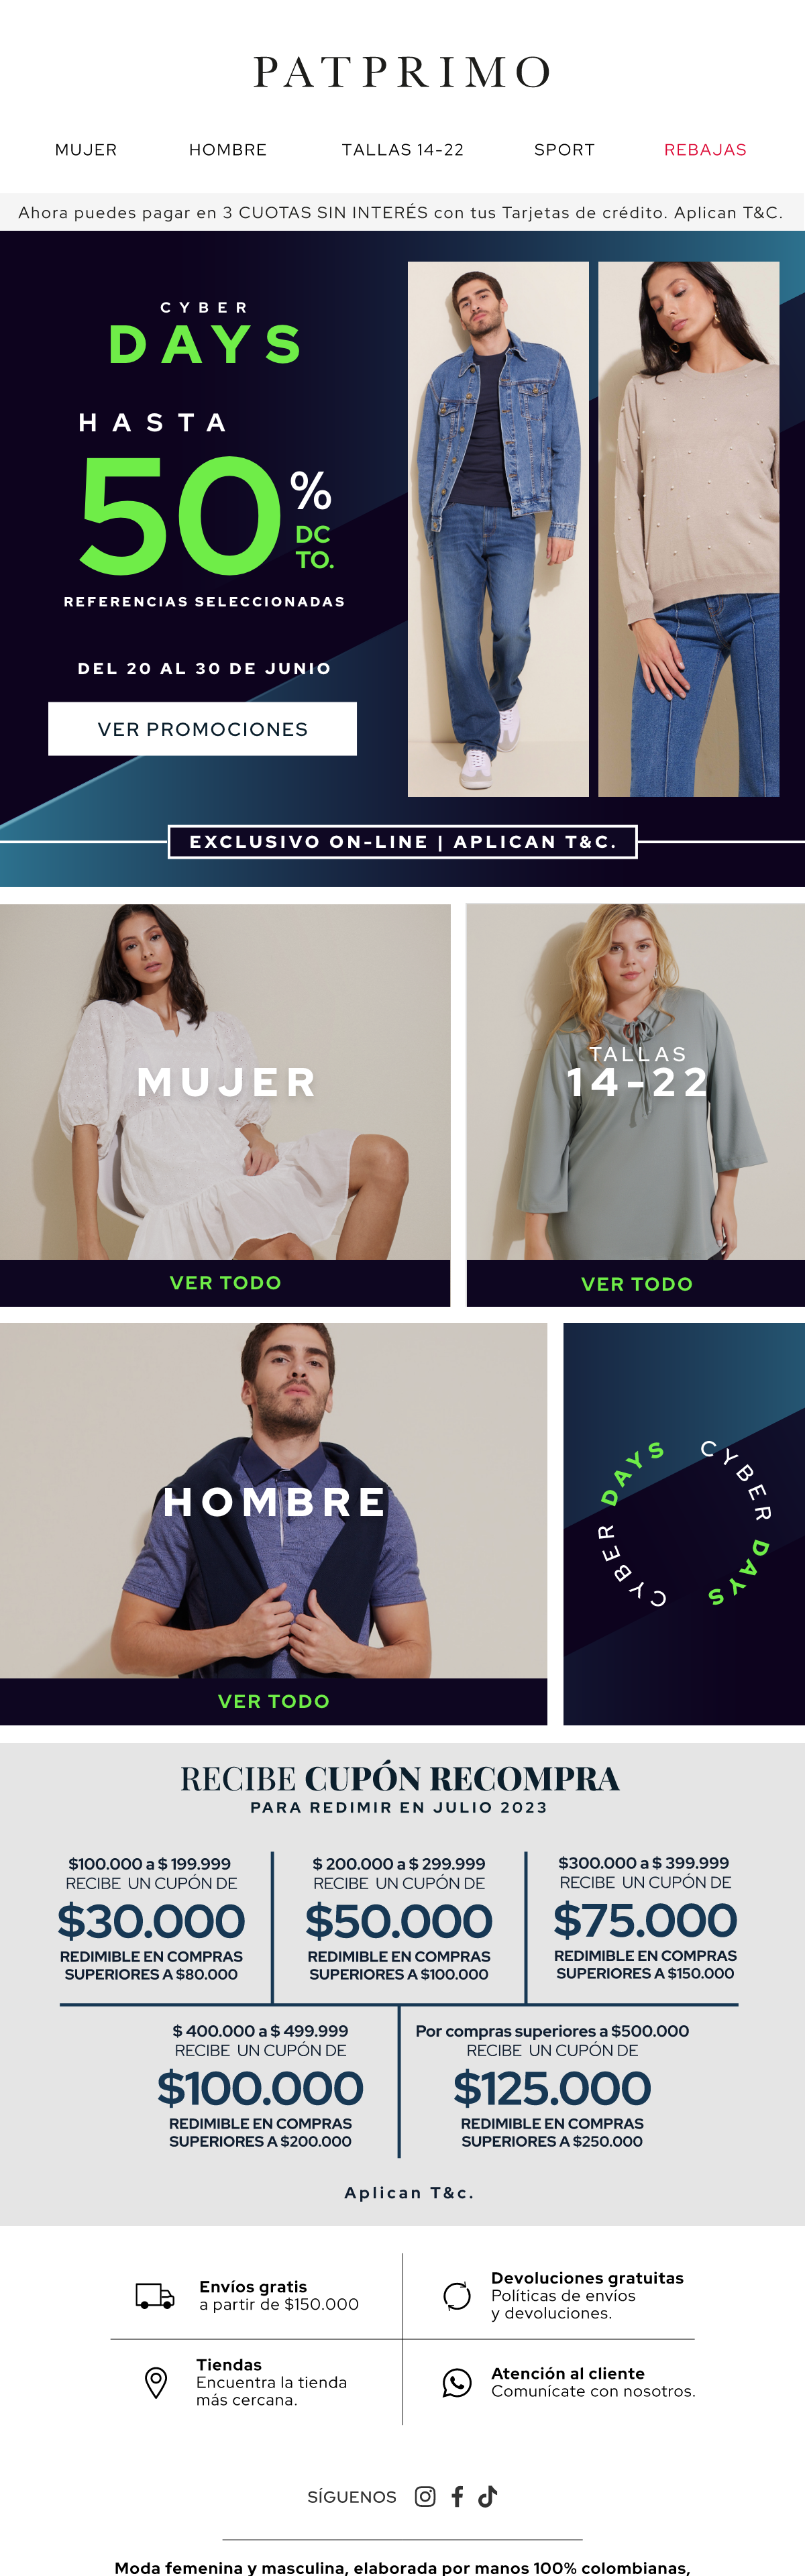 PATPRIMO
MUJER HOMBRE TALLAS 14-22 SPORT REBAJAS
Ahora puedes pagar en 3 CUOTAS SIN INTERÉS con tus Tarjetas de crédito. Aplican T&C.
CYBER
DAYS
HASTA
50%
DC
TO.
REFERENCIAS SELECCIONADAS
DEL 20 AL 30 DE JUNIO
VER PROMOCIONES
EXCLUSIVO ON-LINE | APLICAN T&C.
MUJER
VER TODO
TALLAS
14-22
VER TODO
HOMBRE
VER TODO
CYBER DAYS CYBER DAYS
RECIBE CUPÓN RECOMPRA
PARA REDIMIR EN JULIO 2023
$100.000 a $ 199.999
RECIBE UN CUPÓN DE
$30.000
REDIMIBLE EN COMPRAS
SUPERIORES A $80.000
$ 200.000 a $ 299.999
RECIBE UN CUPÓN DE
$50.000
REDIMIBLE EN COMPRAS
SUPERIORES A $100.000
$300.000 a $ 399.999
RECIBE UN CUPÓN DE
$75.000
REDIMIBLE EN COMPRAS
SUPERIORES A $150.000
$ 400.000 a $ 499.999
RECIBE UN CUPÓN DE
$100.000
REDIMIBLE EN COMPRAS
SUPERIORES A $200.000
Por compras superiores a $500.000
RECIBE UN CUPÓN DE
$125.000
REDIMIBLE EN COMPRAS
SUPERIORES A $250.000
Aplican T&c.
Envíos gratis
a partir de $150.000
Devoluciones gratuitas
Políticas de envíos
y devoluciones.
Tiendas
Encuentra la tienda
más cercana.
Atención al cliente
Comunícate con nosotros.
SÍGUENOS
Moda femenina y masculina, elaborada por manos 100% colombianas,